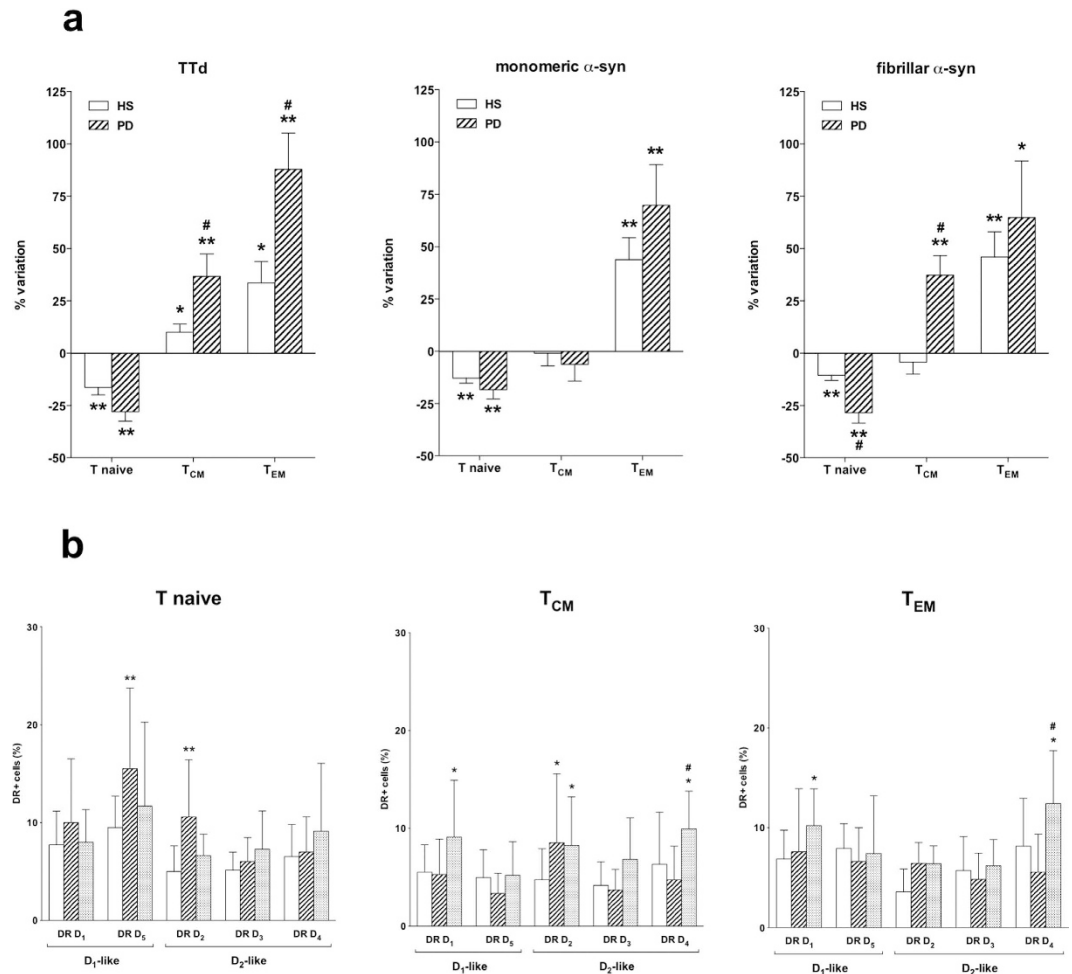 a
TTd
monomeric α-syn
fibrillar α-syn
125
100
75
50
25
0
-25
-50
% variation
HS
PD
**
**
*
#
**
*
#
**
T naive
TCM
TEM
125
100
75
50
25
0
-25
-50
% variation
HS
PD
**
**
**
**
T naive
TCM
TEM
125
100
75
50
25
0
-25
-50
% variation
HS
PD
**
**
#
#
**
**
*
T naive
TCM
TEM
b
T naive
30
20
10
0
DR+ cells (%)
**
**
DR D1 DR D5 DR D2 DR D3 DR D4
D1-like D2-like
TCM
30
20
10
0
DR+ cells (%)
*
*
*
#
*
DR D1 DR D5 DR D2 DR D3 DR D4
D1-like D2-like
TEM
30
20
10
0
DR+ cells (%)
*
#
*
DR D1 DR D5 DR D2 DR D3 DR D4
D1-like D2-like